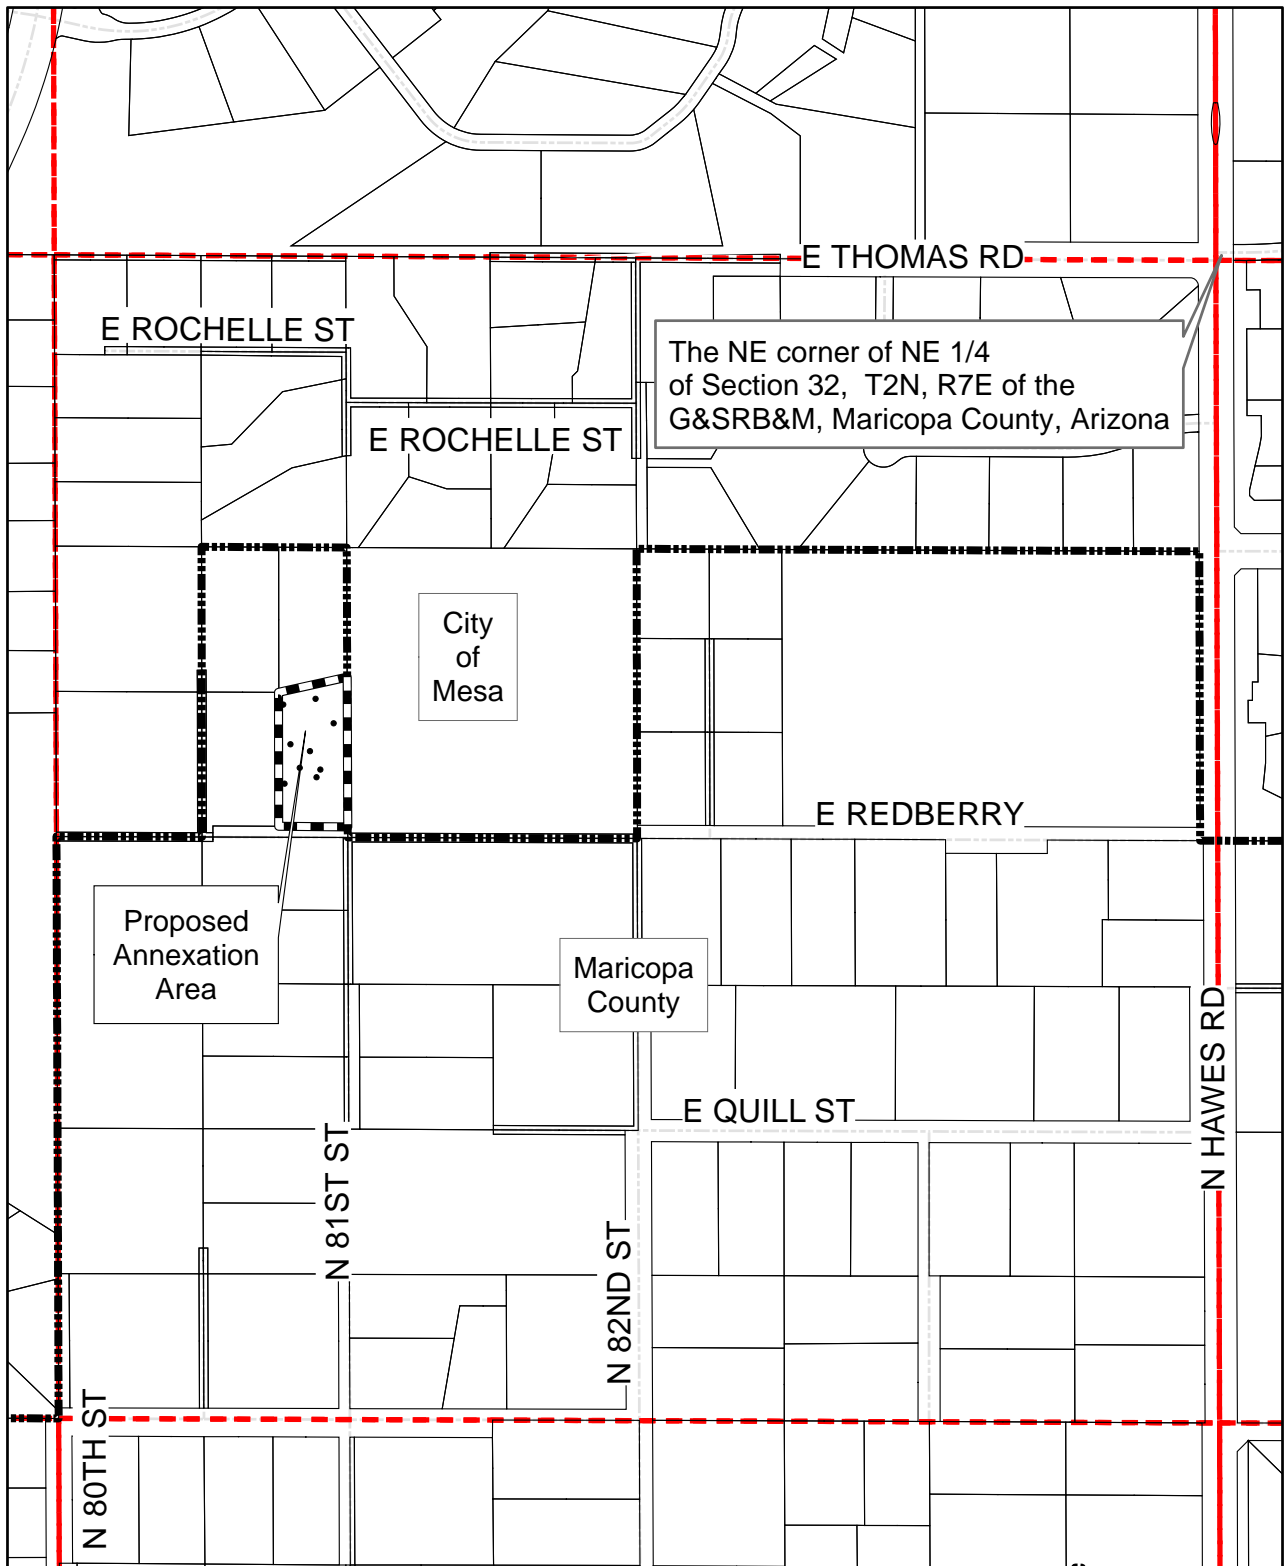 E THOMAS RD
E ROCHELLE ST
The NE corner of NE 1/4
of Section 32, T2N, R7E of the
G&SRB&M, Maricopa County, Arizona
E ROCHELLE ST
City
of
Mesa
E REDBERRY
Proposed
Annexation
Area
Maricopa
County
N HAWES RD
E QUILL ST
N 81ST ST
N 82ND ST
N 80TH ST